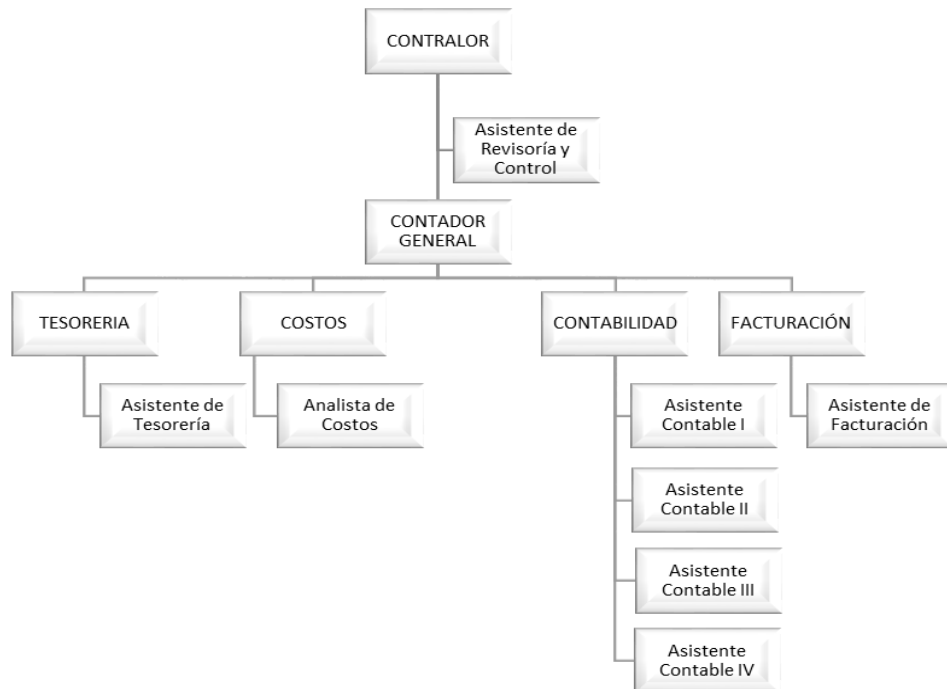 CONTRALOR
Asistente de
Revisoría y
Control
CONTADOR
GENERAL
TESORERIA
COSTOS
CONTABILIDAD
FACTURACIÓN
Asistente de
Tesorería
Analista de
Costos
Asistente
Contable I
Asistente de
Facturación
Asistente
Contable II
Asistente
Contable III
Asistente
Contable IV